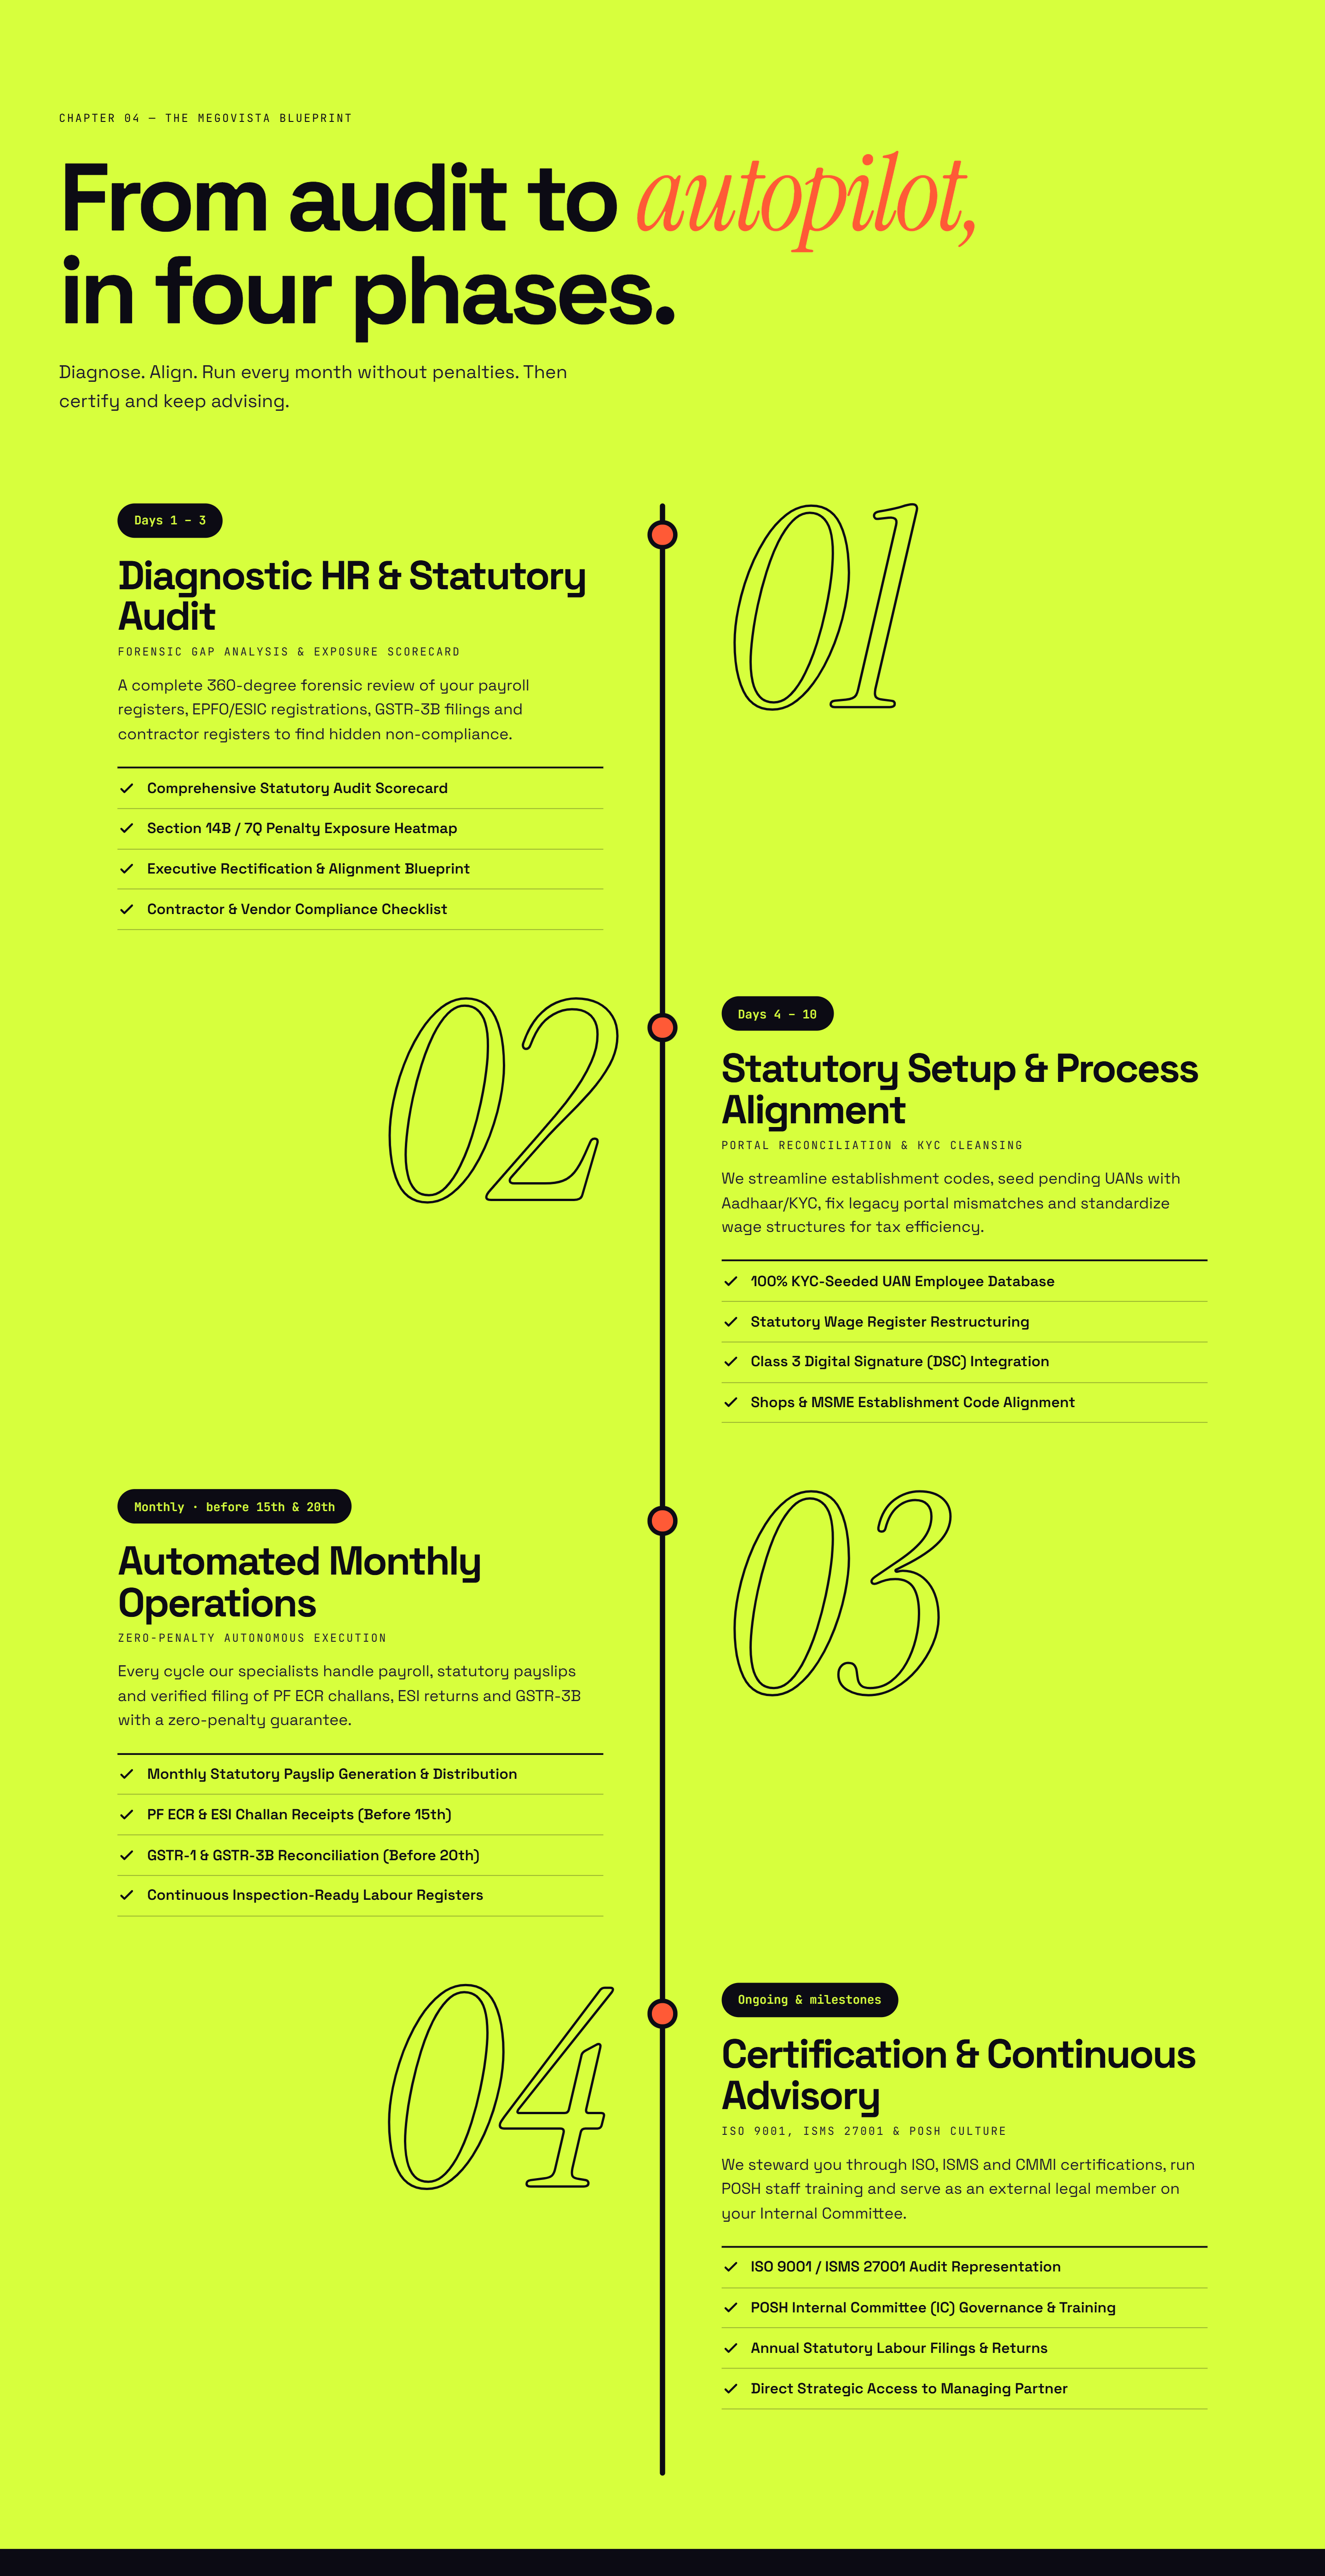 CHAPTER 04 — THE MEGOVISTA BLUEPRINT
From audit to autopilot,
in four phases.
Diagnose. Align. Run every month without penalties. Then
certify and keep advising.
Days 1 – 3
01
Diagnostic HR & Statutory
Audit
FORENSIC GAP ANALYSIS & EXPOSURE SCORECARD
A complete 360-degree forensic review of your payroll
registers, EPFO/ESIC registrations, GSTR-3B filings and
contractor registers to find hidden non-compliance.
Comprehensive Statutory Audit Scorecard
Section 14B / 7Q Penalty Exposure Heatmap
Executive Rectification & Alignment Blueprint
Contractor & Vendor Compliance Checklist
02
Days 4 – 10
Statutory Setup & Process
Alignment
PORTAL RECONCILIATION & KYC CLEANSING
We streamline establishment codes, seed pending UANs with
Aadhaar/KYC, fix legacy portal mismatches and standardize
wage structures for tax efficiency.
100% KYC-Seeded UAN Employee Database
Statutory Wage Register Restructuring
Class 3 Digital Signature (DSC) Integration
Shops & MSME Establishment Code Alignment
Monthly · before 15th & 20th
03
Automated Monthly
Operations
ZERO-PENALTY AUTONOMOUS EXECUTION
Every cycle our specialists handle payroll, statutory payslips
and verified filing of PF ECR challans, ESI returns and GSTR-3B
with a zero-penalty guarantee.
Monthly Statutory Payslip Generation & Distribution
PF ECR & ESI Challan Receipts (Before 15th)
GSTR-1 & GSTR-3B Reconciliation (Before 20th)
Continuous Inspection-Ready Labour Registers
04
Ongoing & milestones
Certification & Continuous
Advisory
ISO 9001, ISMS 27001 & POSH CULTURE
We steward you through ISO, ISMS and CMMI certifications, run
POSH staff training and serve as an external legal member on
your Internal Committee.
ISO 9001 / ISMS 27001 Audit Representation
POSH Internal Committee (IC) Governance & Training
Annual Statutory Labour Filings & Returns
Direct Strategic Access to Managing Partner